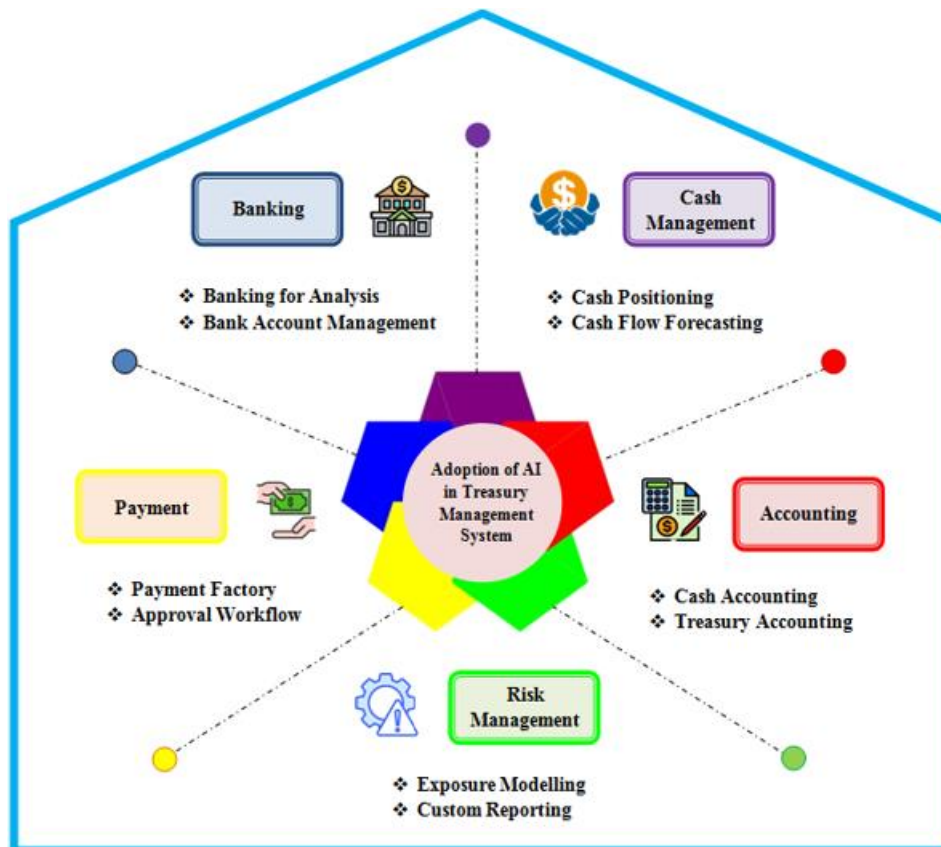 Banking
❖ Banking for Analysis
❖ Bank Account Management
Cash
Management
❖ Cash Positioning
❖ Cash Flow Forecasting
Adoption of AI
in Treasury
Management
System
Payment
❖ Payment Factory
❖ Approval Workflow
Accounting
❖ Cash Accounting
❖ Treasury Accounting
Risk
Management
❖ Exposure Modelling
❖ Custom Reporting